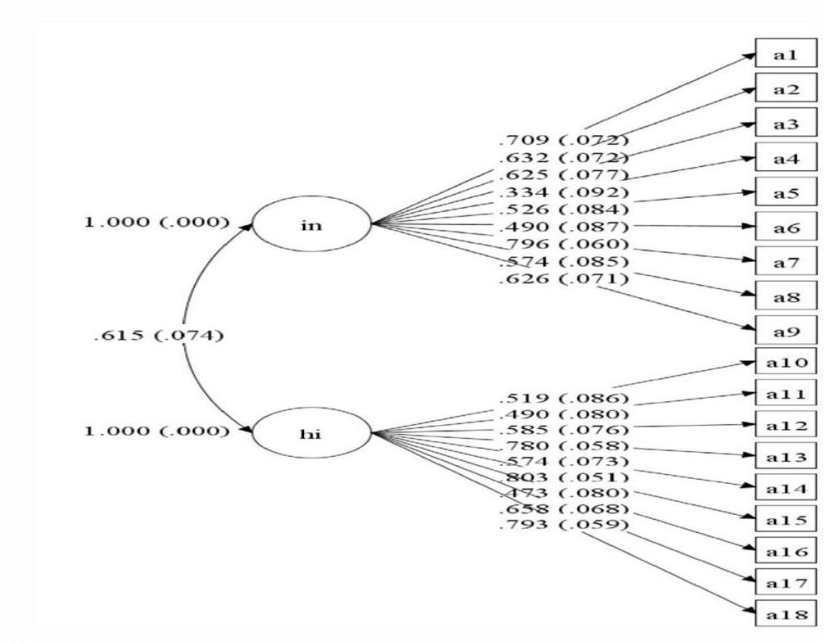 a1
a2
a3
a4
a5
a6
a7
a8
a9
.709 (.072)
.632 (.072)
.625 (.077)
.334 (.092)
.526 (.084)
.490 (.087)
.796 (.060)
.574 (.085)
.626 (.071)
1.000 (.000)
in
.615 (.074)
1.000 (.000)
hi
.519 (.086)
.490 (.080)
.585 (.076)
.780 (.058)
.574 (.073)
.803 (.051)
.473 (.080)
.658 (.068)
.793 (.059)
a10
a11
a12
a13
a14
a15
a16
a17
a18